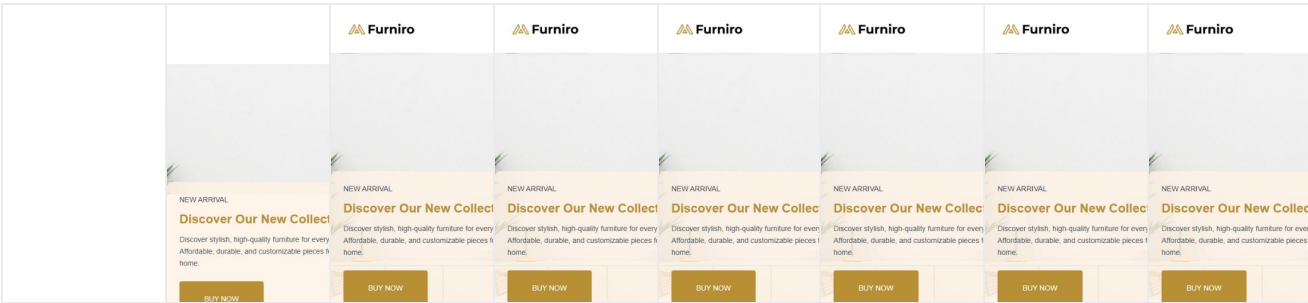 Furniro Furniro Furniro Furniro Furniro Furniro
NEW ARRIVAL NEW ARRIVAL NEW ARRIVAL NEW ARRIVAL NEW ARRIVAL NEW ARRIVAL
NEW ARRIVAL
Discover Our New Collect Discover Our New Collect Discover Our New Collec Discover Our New Collec Discover Our New Collec Discover Our New Collec
Discover Our New Collect
Discover stylish, high-quality furniture for every Discover stylish, high-quality furniture for every Discover stylish, high-quality furniture for every Discover stylish, high-quality furniture for every Discover stylish, high-quality furniture for every Discover stylish, high-quality furniture for every
Discover stylish, high-quality furniture for every
Affordable, durable, and customizable pieces Affordable, durable, and customizable pieces Affordable, durable, and customizable pieces Affordable, durable, and customizable pieces Affordable, durable, and customizable pieces Affordable, durable, and customizable pieces
Affordable, durable, and customizable pieces
home. home. home. home. home. home.
home.
BUY NOW BUY NOW BUY NOW BUY NOW BUY NOW BUY NOW
BUY NOW